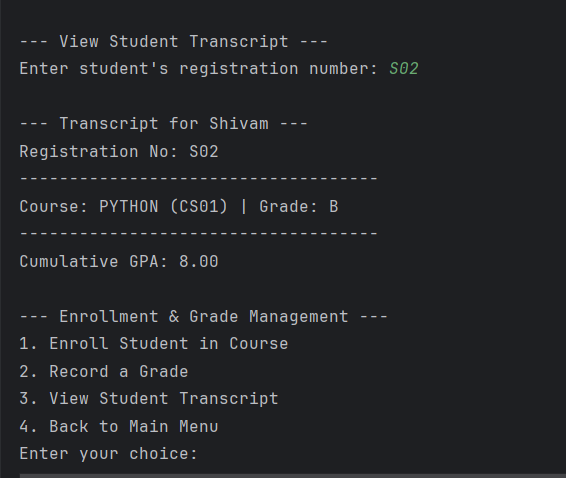 --- View Student Transcript ---
Enter student's registration number: S02
--- Transcript for Shivam ---
Registration No: S02
------------------------------------
Course: PYTHON (CS01) | Grade: B
------------------------------------
Cumulative GPA: 8.00
--- Enrollment & Grade Management ---
1. Enroll Student in Course
2. Record a Grade
3. View Student Transcript
4. Back to Main Menu
Enter your choice: